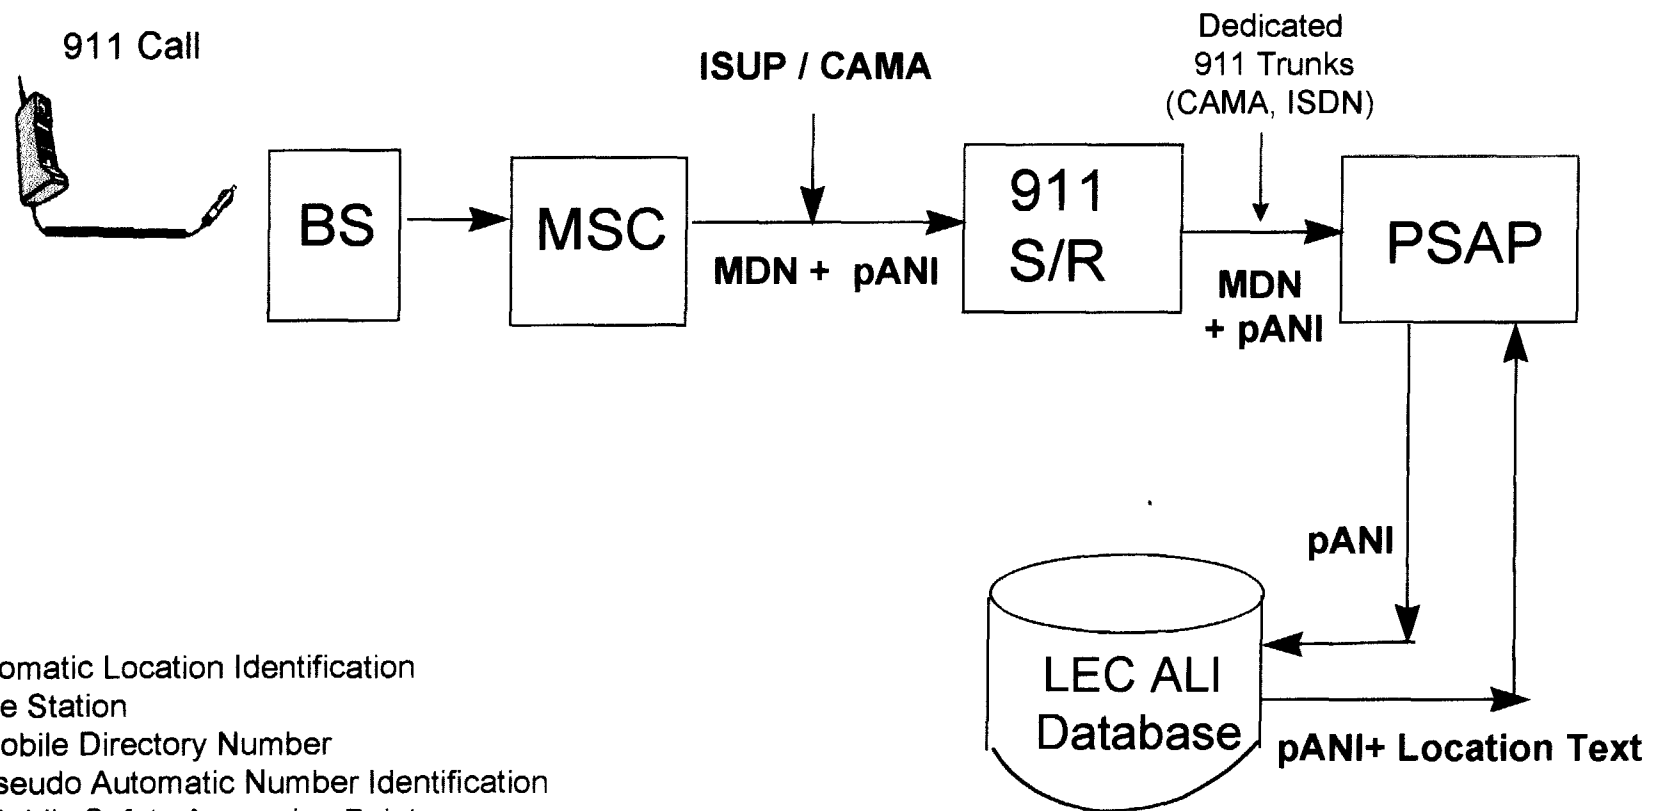 911 Call
ISUP / CAMA
Dedicated
911 Trunks
(CAMA, ISDN)
BS
MSC
911
S/R
PSAP
MDN + pANI
MDN
+ pANI
pANI
LEC ALI
Database
pANI+ Location Text
omatic Location Identification
e Station
obile Directory Number
seudo Automatic Number Identification